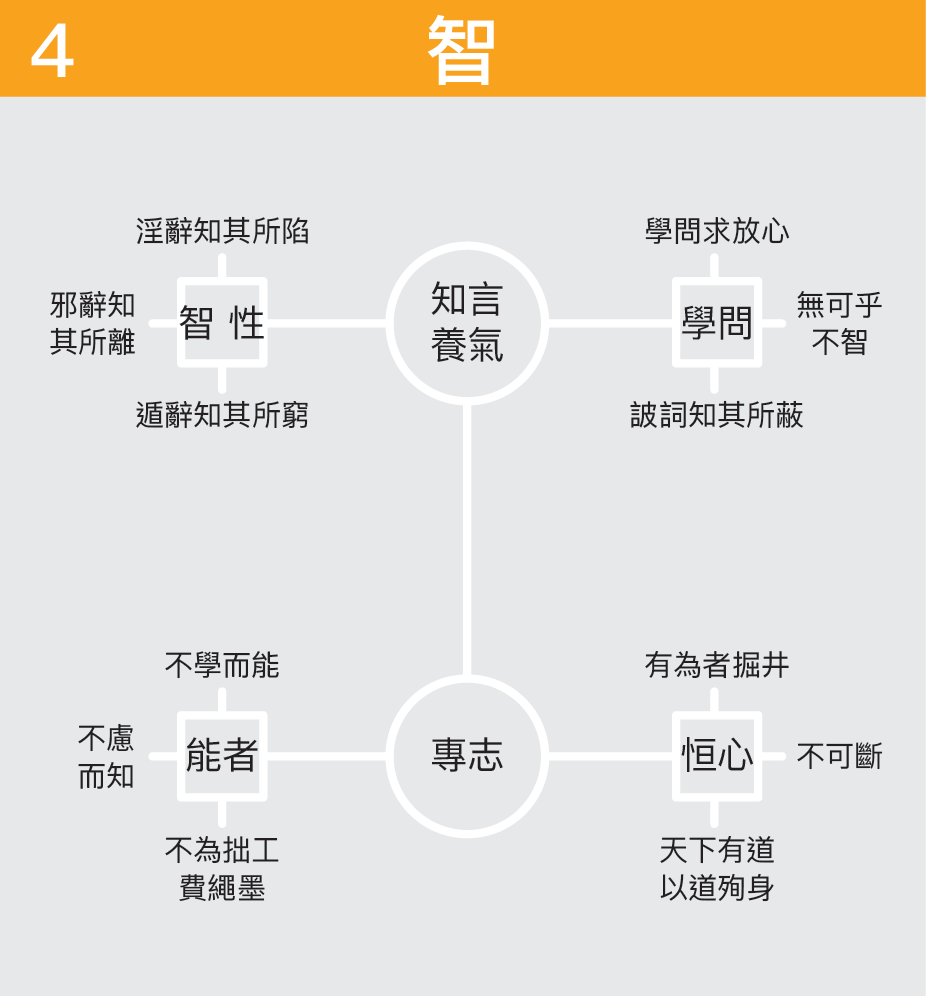 4
智
淫辭知其所陷
邪辭知
其所離
智 性
遁辭知其所窮
知言
養氣
學問求放心
學問
無可乎
不智
詖詞知其所蔽
不學而能
不慮
而知
能者
不為拙工
費繩墨
專志
有為者掘井
恒心
不可斷
天下有道
以道殉身